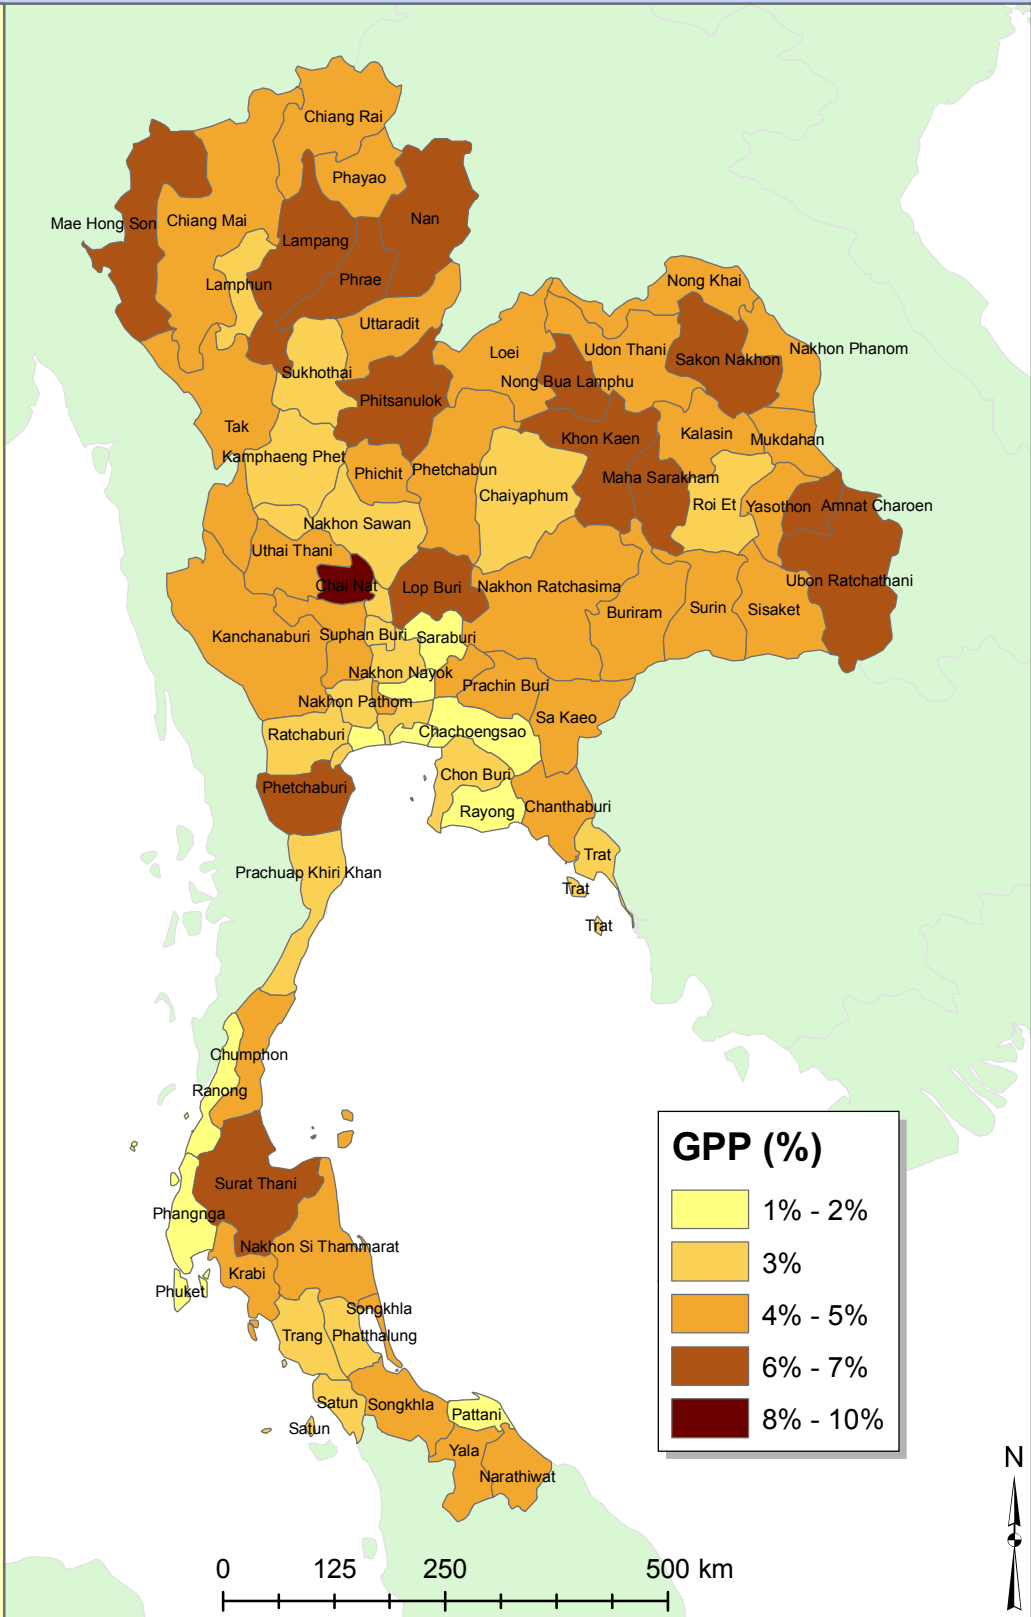 Chiang Rai
Phayao
Nan
Mae Hong Son
Chiang Mai
Lampang
Phrae
Lamphun
Nong Khai
Uttaradit
Loei
Udon Thani
Nakhon Phanom
Sakon Nakhon
Sukhothai
Nong Bua Lamphu
Phitsanulok
Tak
Khon Kaen
Kalasin
Mukdahan
Kamphaeng Phet
Phichit
Phetchabun
Maha Sarakham
Chaiyaphum
Roi Et
Yasothon
Amnat Charoen
Nakhon Sawan
Uthai Thani
Chai Nat
Lop Buri
Nakhon Ratchasima
Ubon Ratchathani
Buriram
Surin
Sisaket
Kanchanaburi
Suphan Buri
Saraburi
Nakhon Nayok
Prachin Buri
Nakhon Pathom
Sa Kaeo
Ratchaburi
Chachoengsao
Chon Buri
Phetchaburi
Rayong
Chanthaburi
Trat
Prachuap Khiri Khan
Trat
Trat
Chumphon
Ranong
Surat Thani
Phangnga
Nakhon Si Thammarat
Krabi
Phuket
Songkhla
Trang
Phatthalung
Satun
Songkhla
Pattani
Satun
Yala
Narathiwat
GPP (%)
1% - 2%
3%
4% - 5%
6% - 7%
8% - 10%
N
0 125 250 500 km